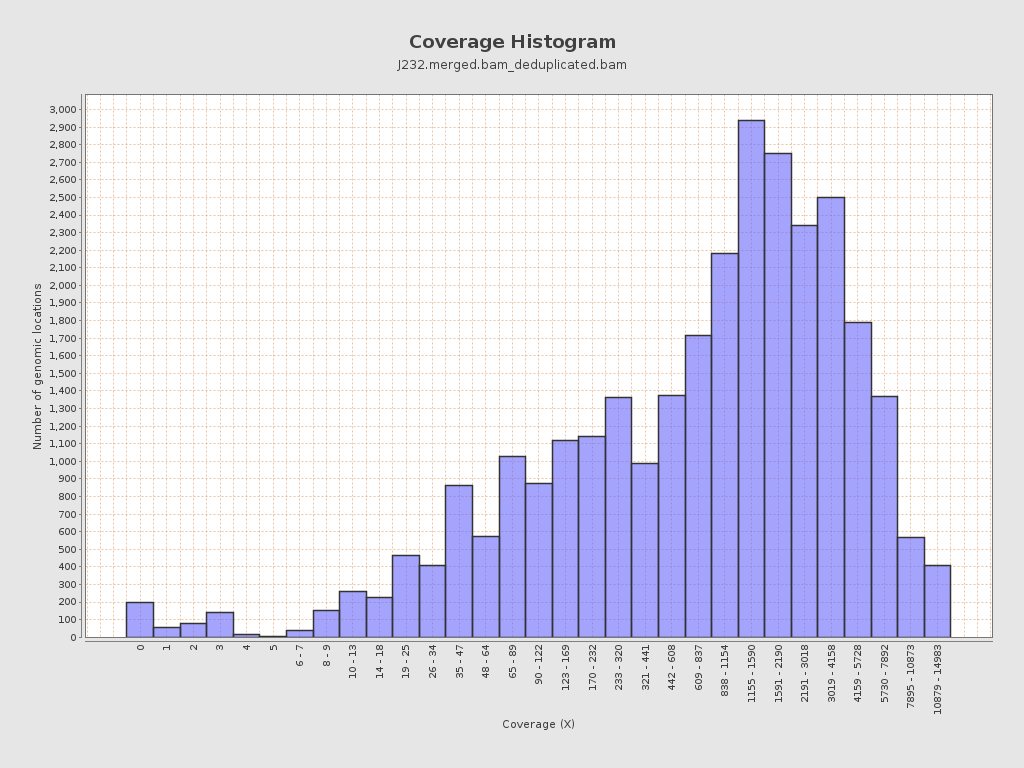 Coverage Histogram
J232.merged.bam_deduplicated.bam
Number of genomic locations
3,000
2,900
2,800
2,700
2,600
2,500
2,400
2,300
2,200
2,100
2,000
1,900
1,800
1,700
1,600
1,500
1,400
1,300
1,200
1,100
1,000
900
800
700
600
500
400
300
200
100
0
0
1
2
3
4
5
6 - 7
8 - 9
10 - 13
14 - 18
19 - 25
26 - 34
35 - 47
48 - 64
65 - 89
90 - 122
123 - 169
170 - 232
233 - 320
321 - 441
442 - 608
609 - 837
838 - 1154
1155 - 1590
1591 - 2190
2191 - 3018
3019 - 4158
4159 - 5728
5730 - 7892
7895 - 10873
10879 - 14983
Coverage (X)